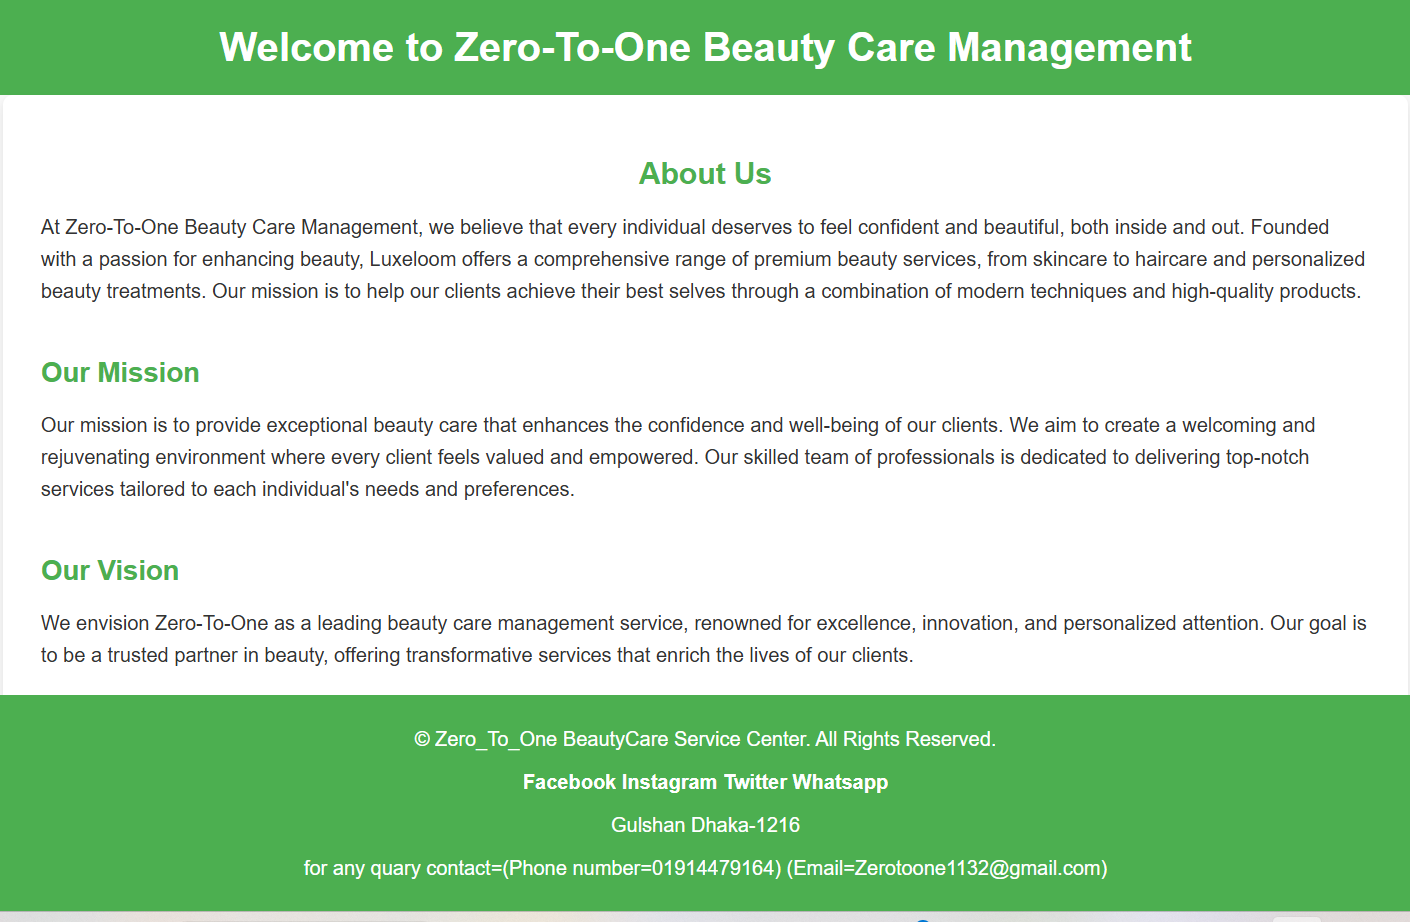 Welcome to Zero-To-One Beauty Care Management
About Us
At Zero-To-One Beauty Care Management, we believe that every individual deserves to feel confident and beautiful, both inside and out. Founded
with a passion for enhancing beauty, Luxeloom offers a comprehensive range of premium beauty services, from skincare to haircare and personalized
beauty treatments. Our mission is to help our clients achieve their best selves through a combination of modern techniques and high-quality products.
Our Mission
Our mission is to provide exceptional beauty care that enhances the confidence and well-being of our clients. We aim to create a welcoming and
rejuvenating environment where every client feels valued and empowered. Our skilled team of professionals is dedicated to delivering top-notch
services tailored to each individual's needs and preferences.
Our Vision
We envision Zero-To-One as a leading beauty care management service, renowned for excellence, innovation, and personalized attention. Our goal is
to be a trusted partner in beauty, offering transformative services that enrich the lives of our clients.
© Zero_To_One BeautyCare Service Center. All Rights Reserved.
Facebook Instagram Twitter Whatsapp
Gulshan Dhaka-1216
for any quary contact=(Phone number=01914479164) (Email=Zerotoone1132@gmail.com)